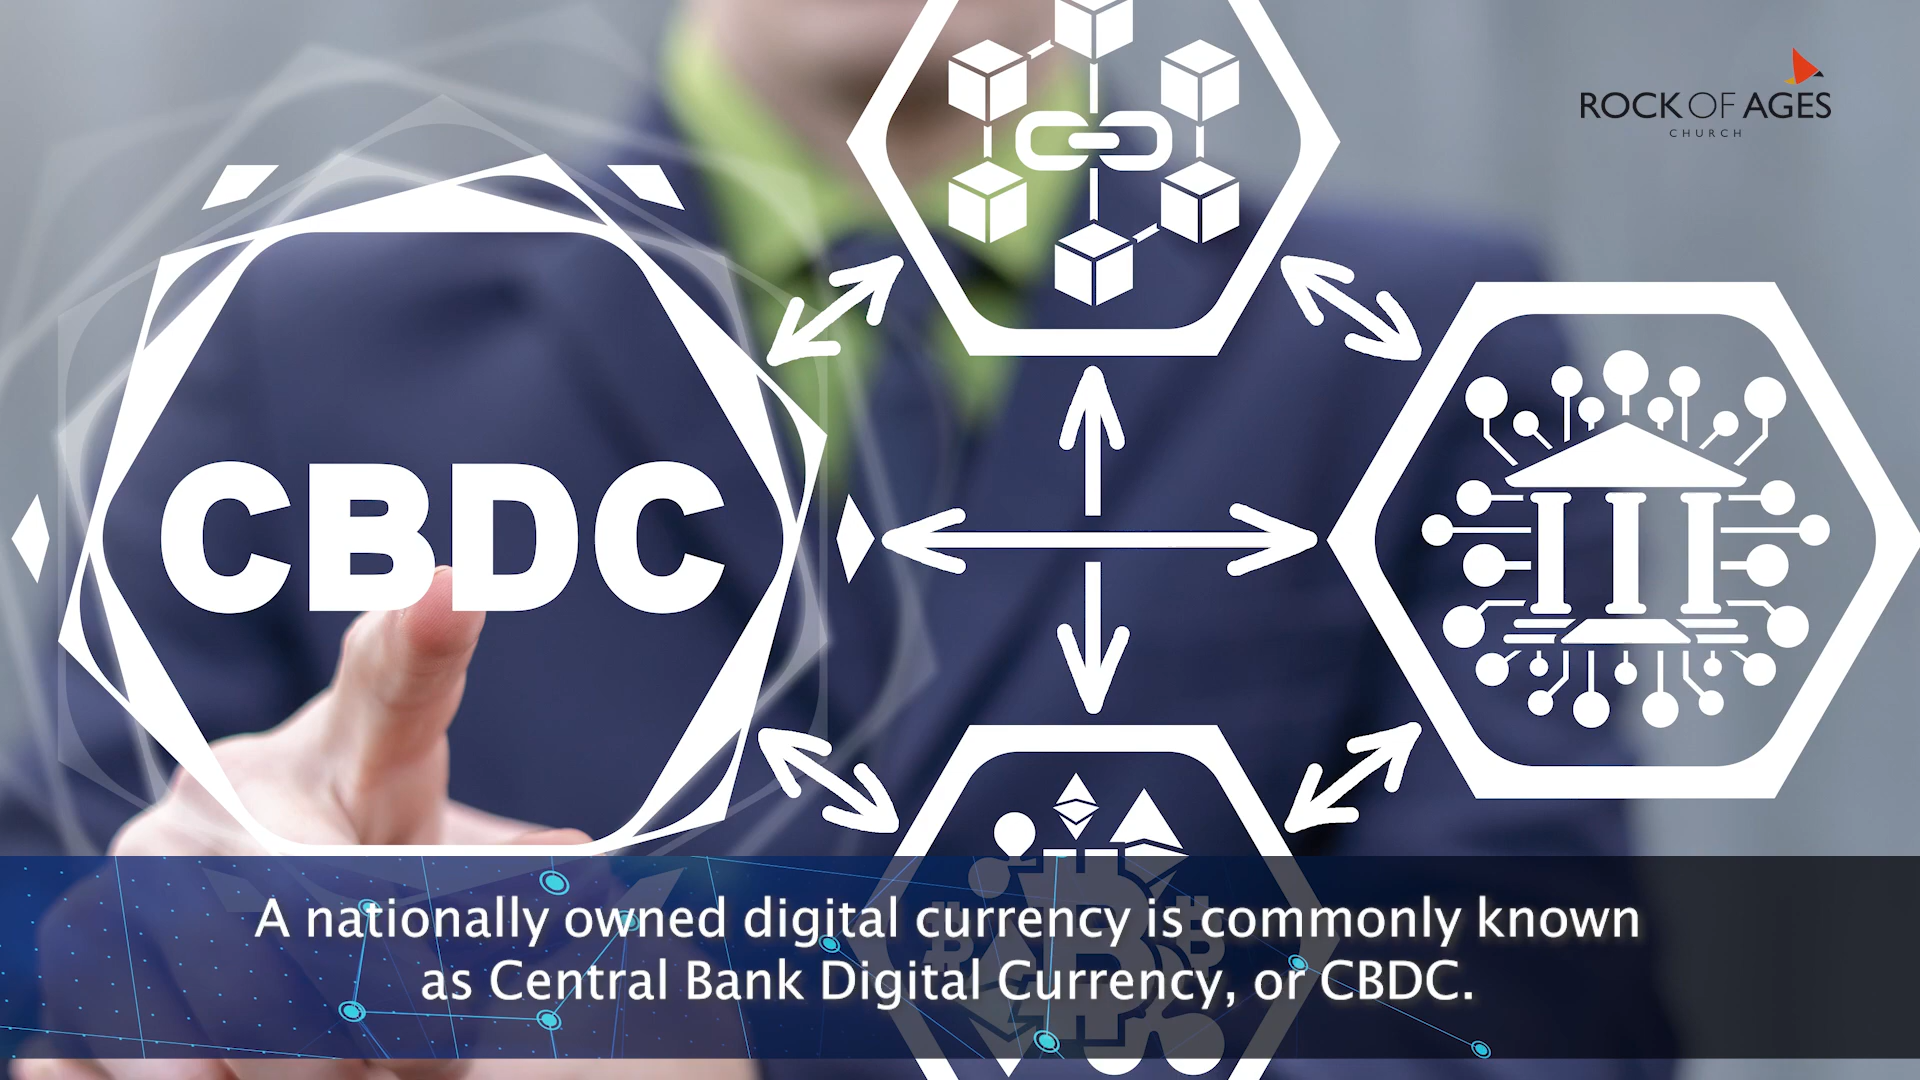 ROCK OF AGES
CHURCH
CBDC
A nationally owned digital currency is commonly known
as Central Bank Digital Currency, or CBDC.